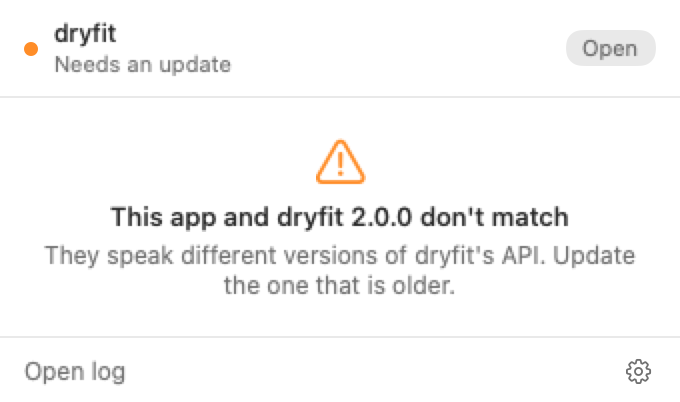 dryfit
Needs an update
Open
This app and dryfit 2.0.0 don't match
They speak different versions of dryfit's API. Update
the one that is older.
Open log